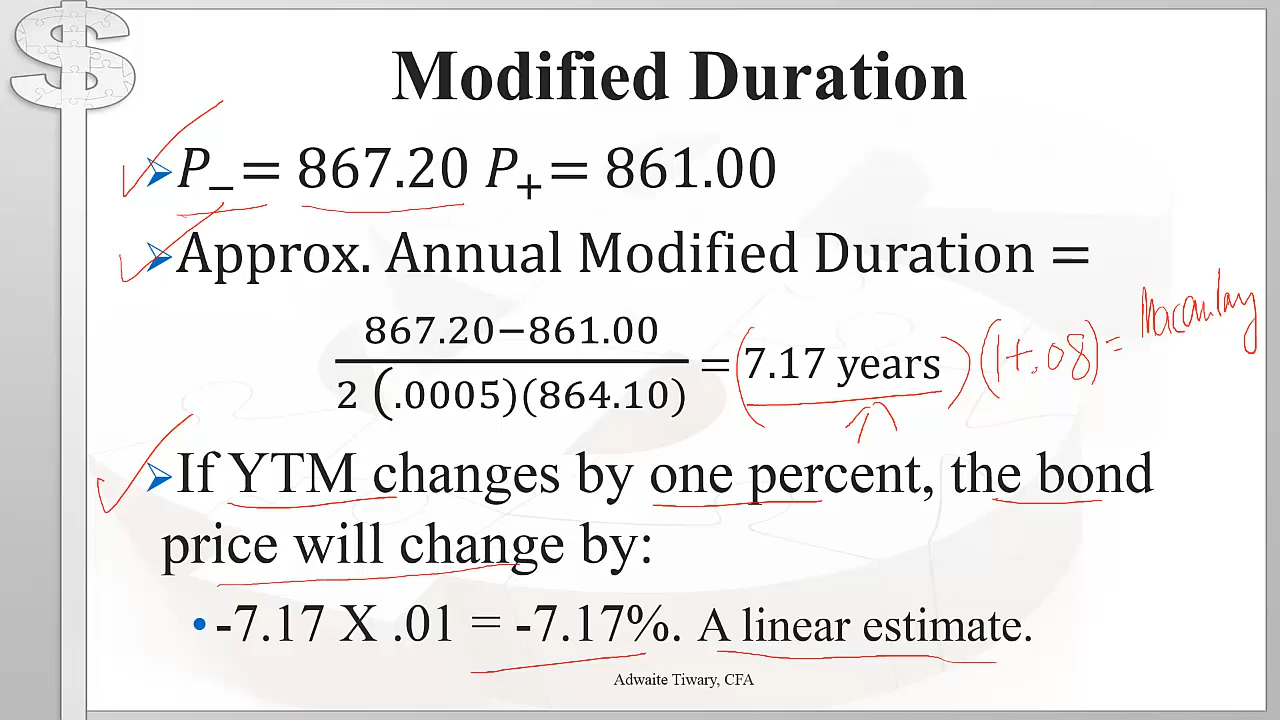 Modified Duration
P₋ = 867.20 P₊ = 861.00
Approx. Annual Modified Duration =
867.20−861.00
2 (.0005)(864.10)
= (7.17 years) (1+.08) = Macaulay
If YTM changes by one percent, the bond
price will change by:
• -7.17 X .01 = -7.17%. A linear estimate.
Adwaite Tiwary, CFA